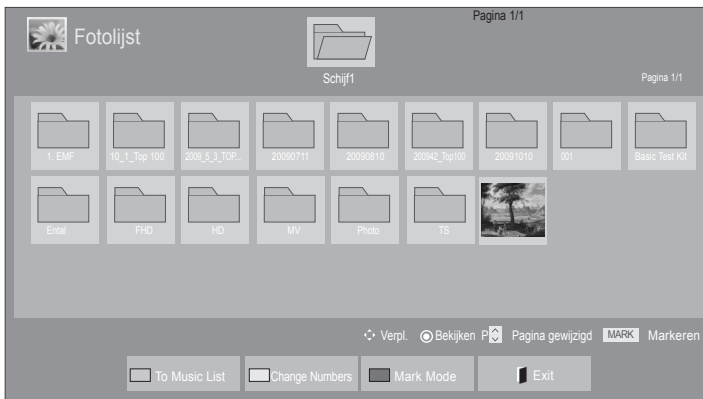 Pagina 1/1
Fotolijst
Schijf1
Pagina 1/1
1. EMF
10_1_Top 100
2009_5_3_TOP...
20090711
20090810
200942_Top100
20091010
001
Basic Test Kit
Ental
FHD
HD
MV
Photo
TS
Verpl. Bekijken P Pagina gewijzigd MARK Markeren
To Music List Change Numbers Mark Mode Exit